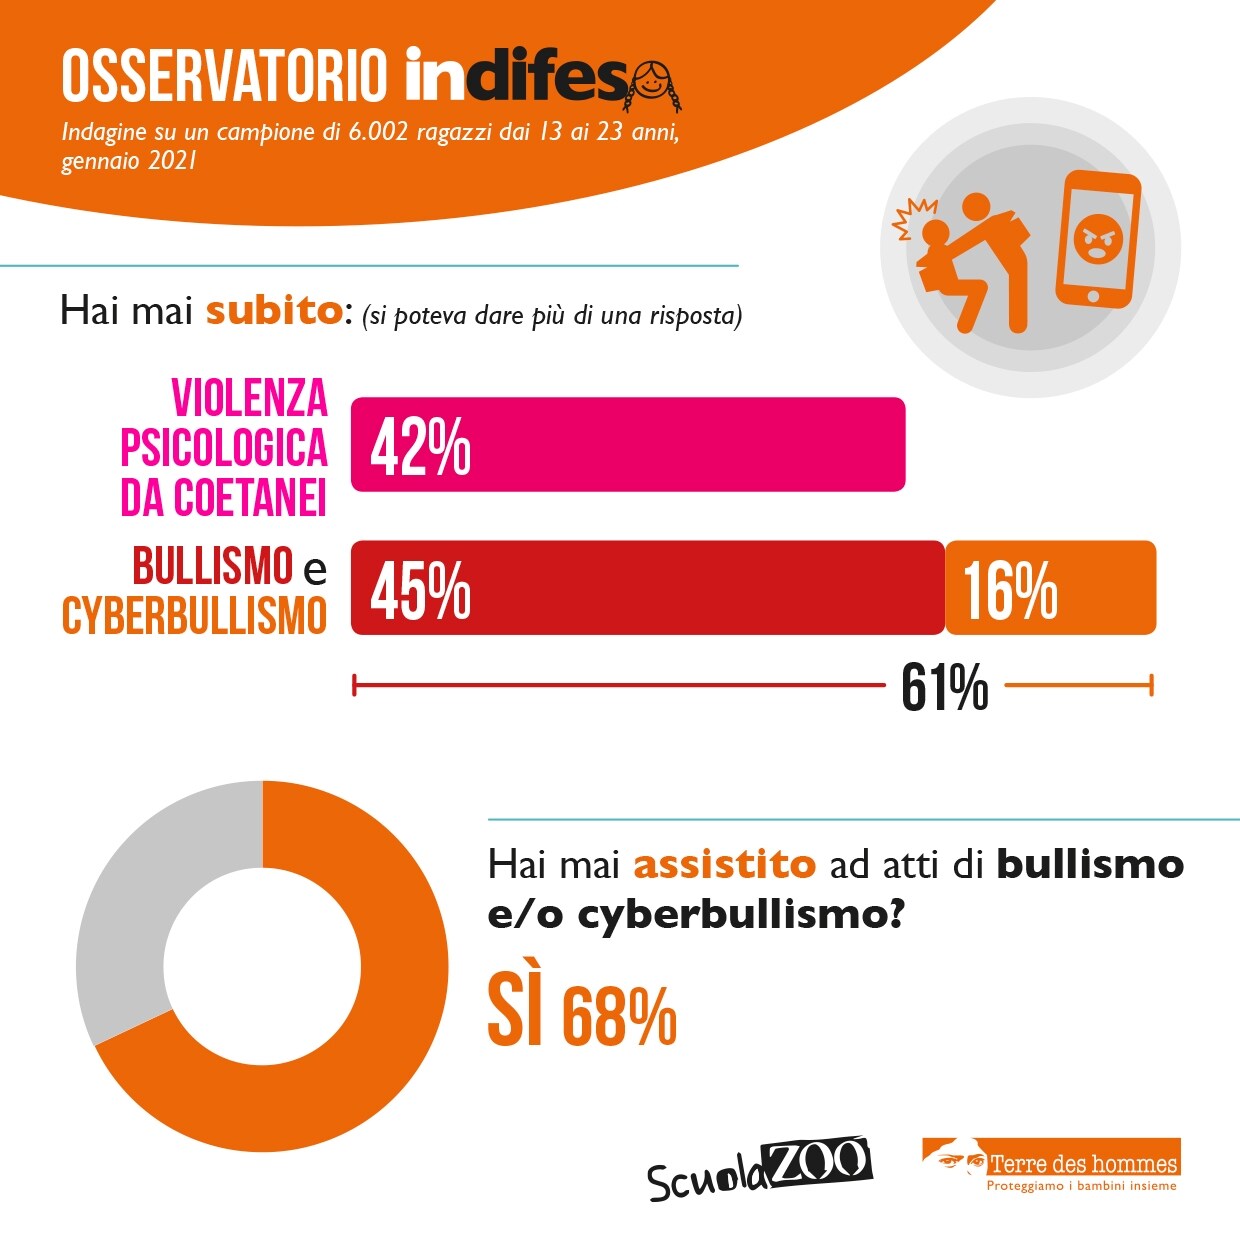 OSSERVATORIO indifesa
Indagine su un campione di 6.002 ragazzi dai 13 ai 23 anni,
gennaio 2021
Hai mai subito: (si poteva dare più di una risposta)
VIOLENZA
PSICOLOGICA
DA COETANEI
42%
BULLISMO e
CYBERBULLISMO
45%
16%
61%
Hai mai assistito ad atti di bullismo
e/o cyberbullismo?
SÌ 68%
ScuolaZOO
Terre des hommes
Proteggiamo i bambini insieme